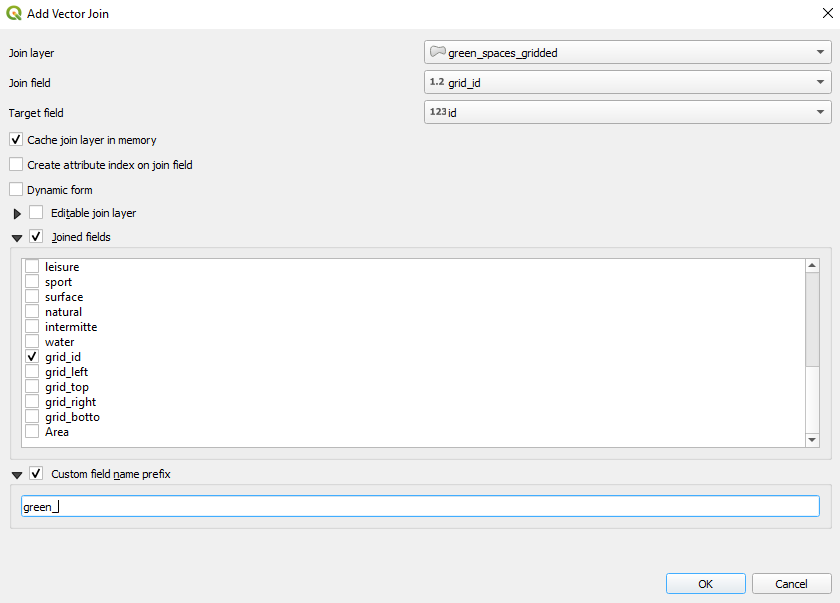 Add Vector Join
Join layer green_spaces_gridded
Join field 1.2 grid_id
Target field 123 id
Cache join layer in memory
Create attribute index on join field
Dynamic form
Editable join layer
Joined fields
leisure
sport
surface
natural
intermitte
water
grid_id
grid_left
grid_top
grid_right
grid_botto
Area
Custom field name prefix
green_
OK Cancel